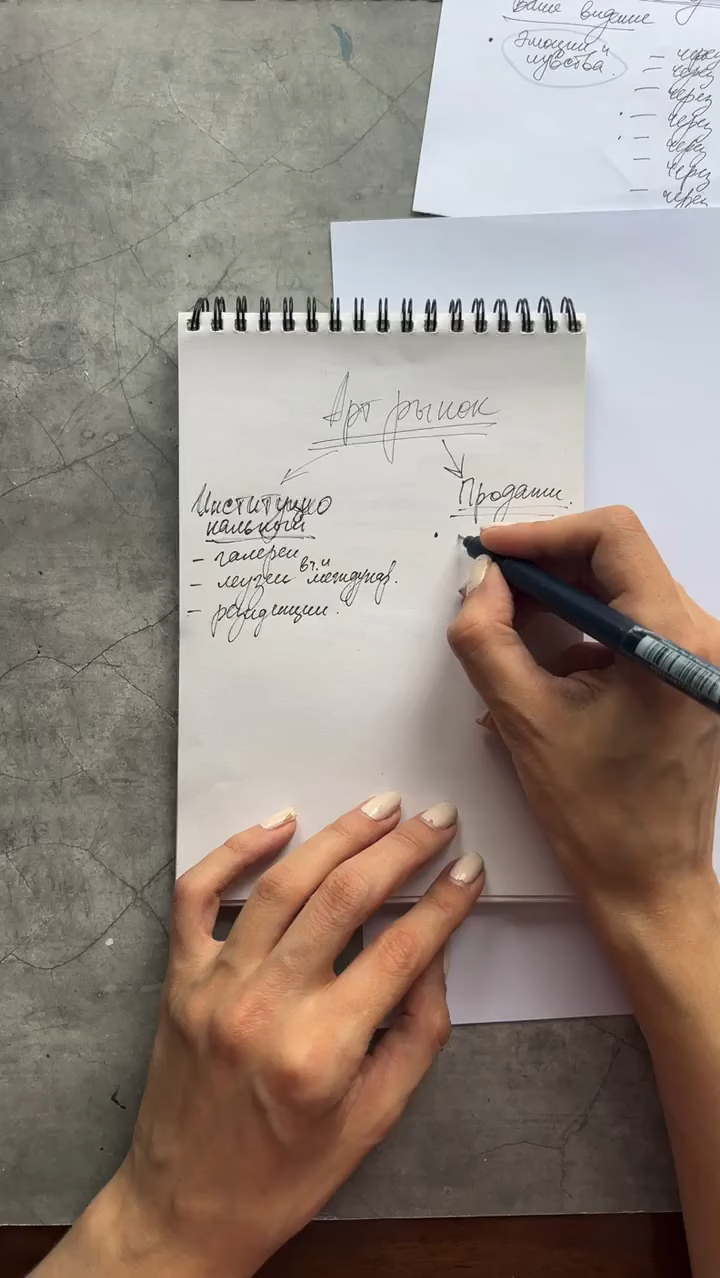 Ваше видение
• Эмоции и
чувства.
— через
— через
— через
— через
— через
— через
— через
Арт рынок
Институцио
нальный
– галереи
– музеи в т.ч. междунар.
– резиденции.
Продажи.
•